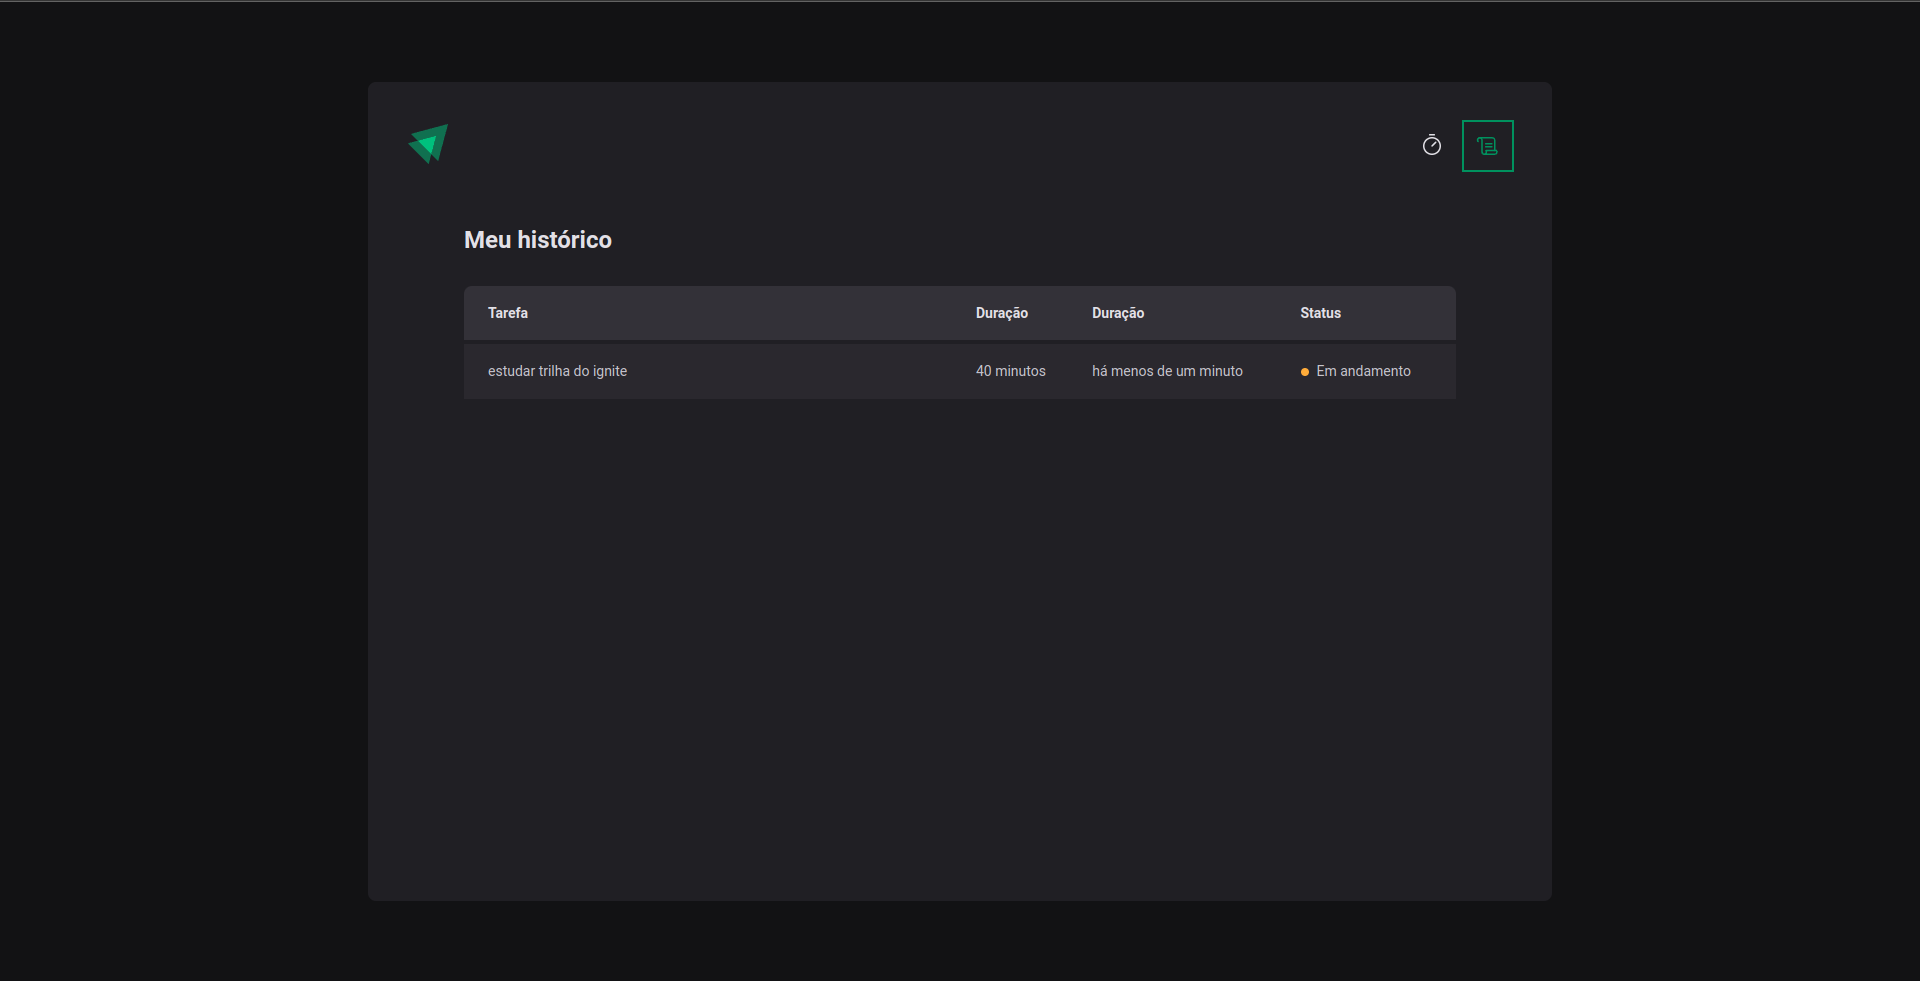 Meu histórico
Tarefa Duração Duração Status
estudar trilha do ignite 40 minutos há menos de um minuto Em andamento